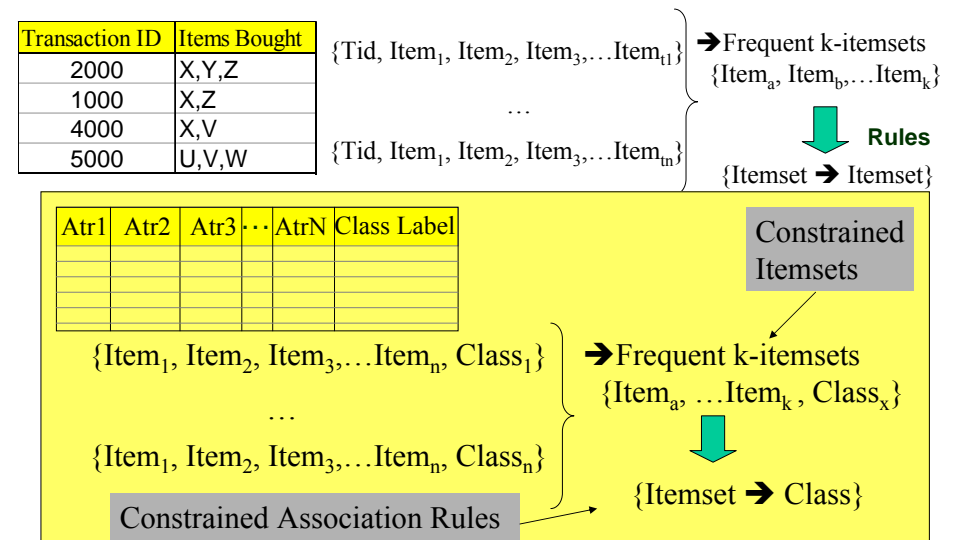 Transaction ID Items Bought
2000 X,Y,Z
1000 X,Z
4000 X,V
5000 U,V,W
{Tid, Item1, Item2, Item3,…Itemt1}
…
{Tid, Item1, Item2, Item3,…Itemtn}
➔Frequent k-itemsets
{Itema, Itemb,…Itemk}
Rules
{Itemset ➔ Itemset}
Atr1 Atr2 Atr3 … AtrN Class Label
Constrained
Itemsets
{Item1, Item2, Item3,…Itemn, Class1}
…
{Item1, Item2, Item3,…Itemn, Classn}
➔Frequent k-itemsets
{Itema, …Itemk , Classx}
{Itemset ➔ Class}
Constrained Association Rules